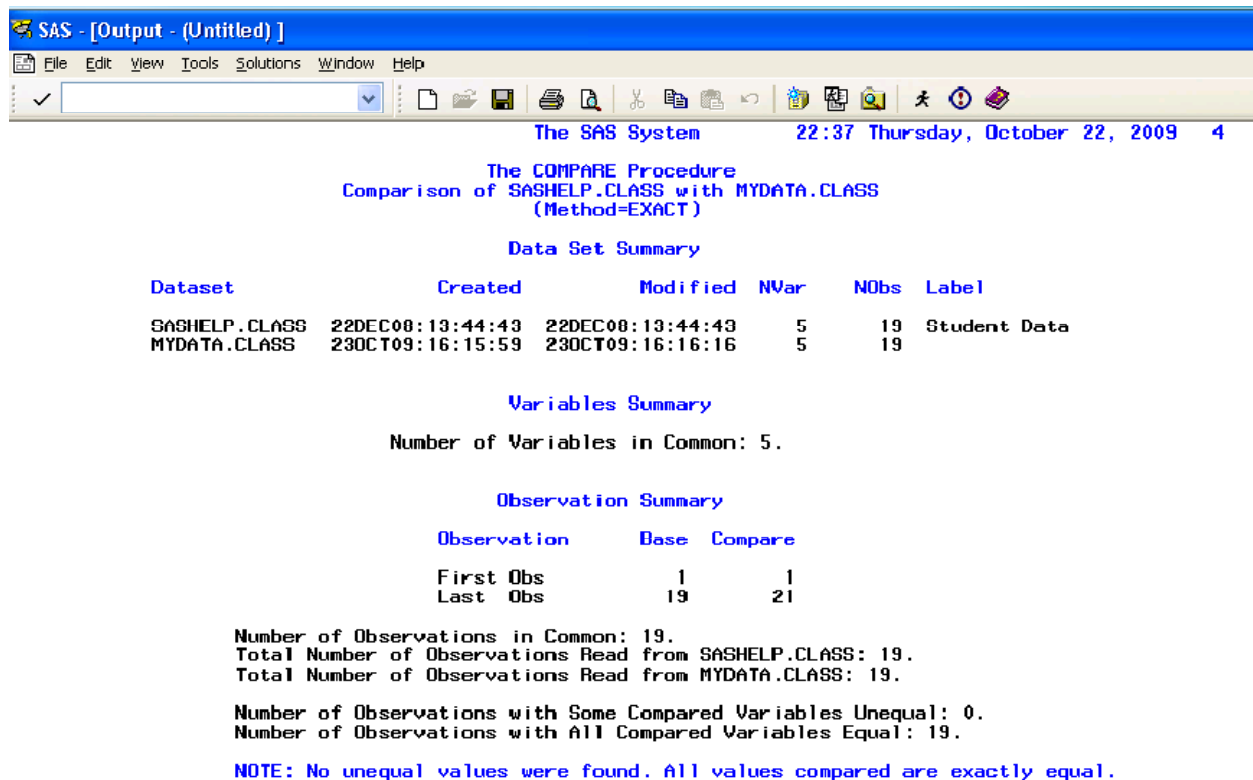 SAS - [Output - (Untitled) ]
File Edit View Tools Solutions Window Help
The SAS System 22:37 Thursday, October 22, 2009 4
The COMPARE Procedure
Comparison of SASHELP.CLASS with MYDATA.CLASS
(Method=EXACT)
Data Set Summary
Dataset Created Modified NVar NObs Label
SASHELP.CLASS 22DEC08:13:44:43 22DEC08:13:44:43 5 19 Student Data
MYDATA.CLASS 23OCT09:16:15:59 23OCT09:16:16:16 5 19
Variables Summary
Number of Variables in Common: 5.
Observation Summary
Observation Base Compare
First Obs 1 1
Last Obs 19 21
Number of Observations in Common: 19.
Total Number of Observations Read from SASHELP.CLASS: 19.
Total Number of Observations Read from MYDATA.CLASS: 19.
Number of Observations with Some Compared Variables Unequal: 0.
Number of Observations with All Compared Variables Equal: 19.
NOTE: No unequal values were found. All values compared are exactly equal.